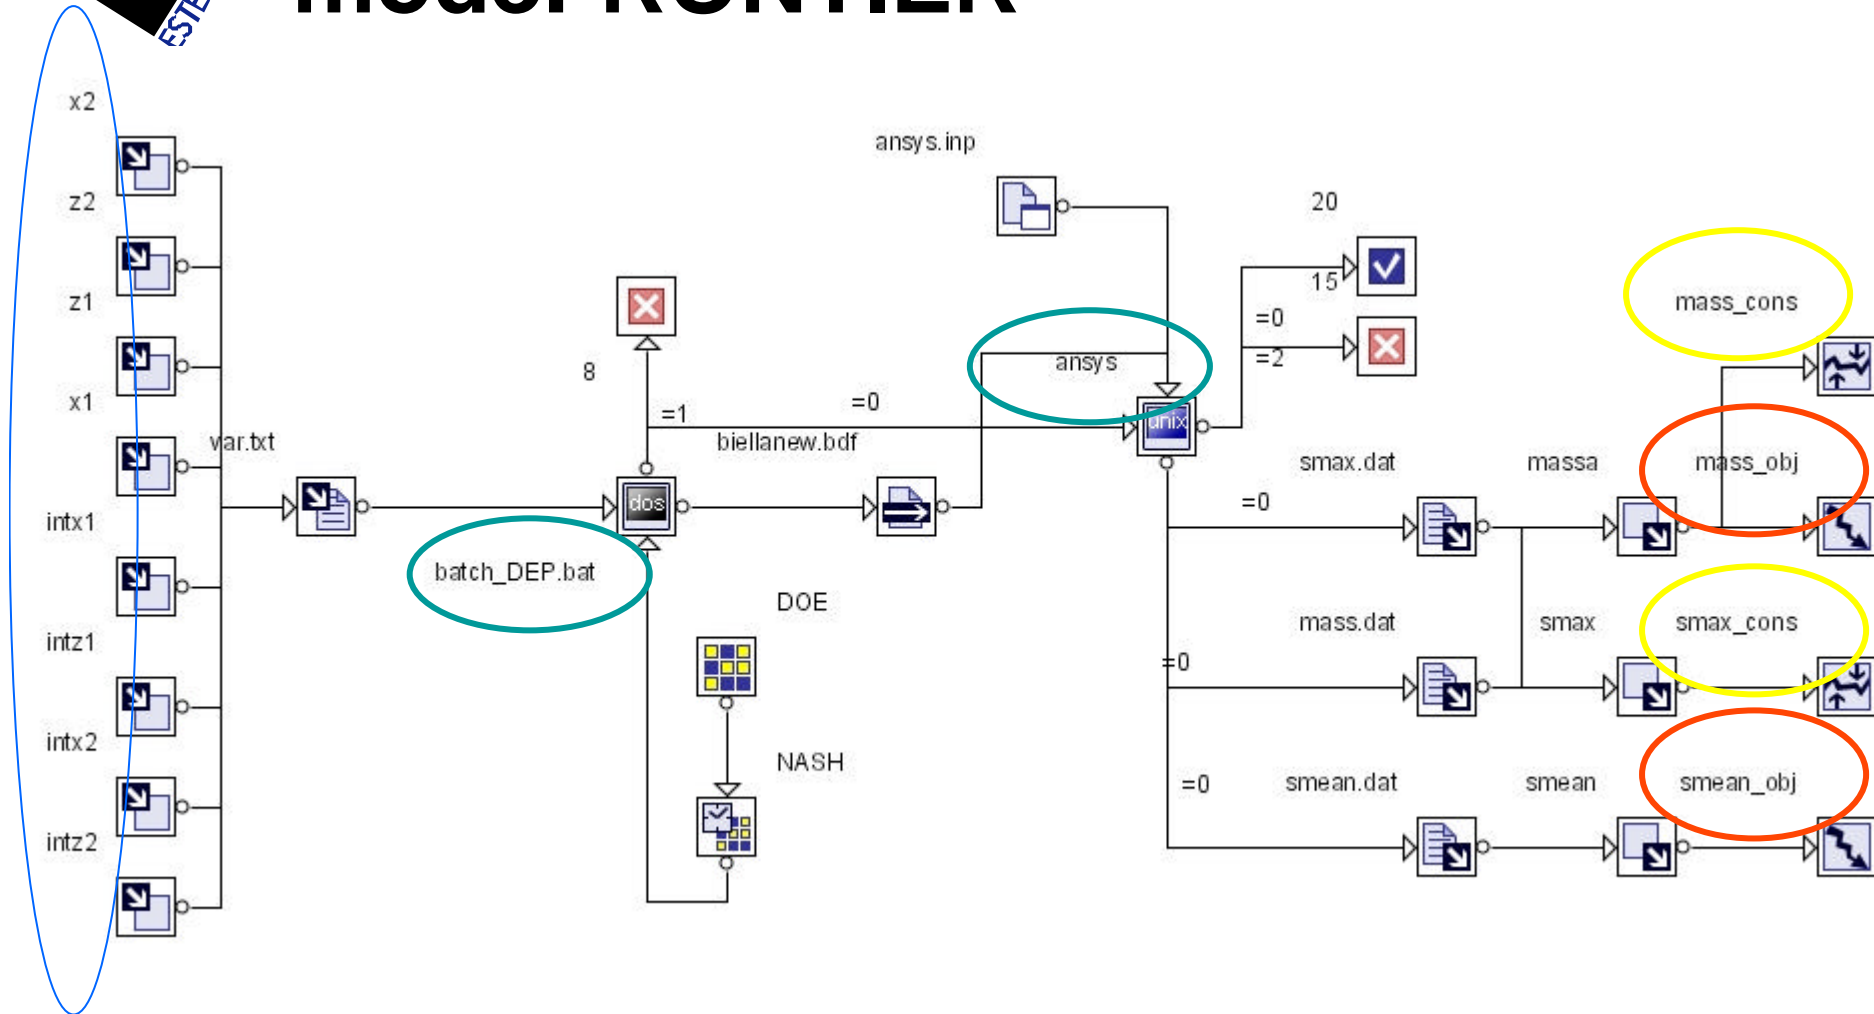 modeFRONTIER
ESTE
x2
z2
z1
x1
intx1
intz1
intx2
intz2
var.txt
batch_DEP.bat
8
=1
=0
biellanew.bdf
dos
DOE
NASH
ansys.inp
ansys
unix
20
15
=0
=2
=0
=0
=0
smax.dat
massa
mass_cons
mass_obj
mass.dat
smax
smax_cons
smean.dat
smean
smean_obj